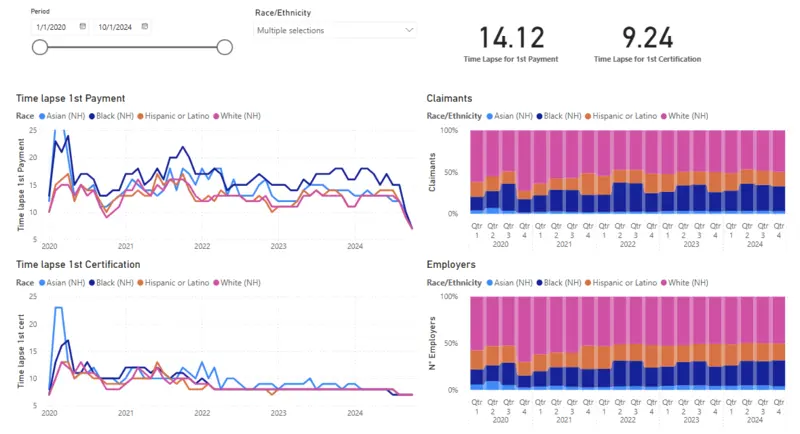 Period
1/1/2020
10/1/2024
Race/Ethnicity
Multiple selections
14.12
Time Lapse for 1st Payment
9.24
Time Lapse for 1st Certification
Time lapse 1st Payment
Race Asian (NH) Black (NH) Hispanic or Latino White (NH)
Time lapse 1st Payment
25
20
15
10
5
2020 2021 2022 2023 2024
Claimants
Race/Ethnicity Asian (NH) Black (NH) Hispanic or Latino White (NH)
Claimants
100%
50%
0%
Qtr Qtr Qtr Qtr Qtr Qtr Qtr Qtr Qtr Qtr Qtr Qtr Qtr Qtr Qtr Qtr Qtr Qtr Qtr Qtr
1 2 3 4 1 2 3 4 1 2 3 4 1 2 3 4 1 2 3 4
2020 2021 2022 2023 2024
Time lapse 1st Certification
Race Asian (NH) Black (NH) Hispanic or Latino White (NH)
Time lapse 1st cert
25
20
15
10
5
2020 2021 2022 2023 2024
Employers
Race/Ethnicity Asian (NH) Black (NH) Hispanic or Latino White (NH)
N° Employers
100%
50%
0%
Qtr Qtr Qtr Qtr Qtr Qtr Qtr Qtr Qtr Qtr Qtr Qtr Qtr Qtr Qtr Qtr Qtr Qtr Qtr Qtr
1 2 3 4 1 2 3 4 1 2 3 4 1 2 3 4 1 2 3 4
2020 2021 2022 2023 2024